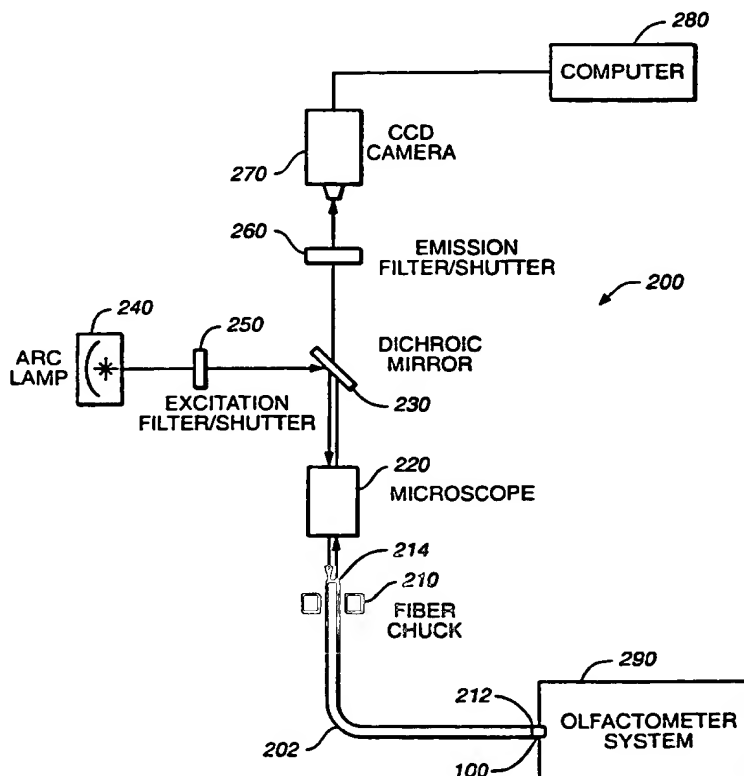 280
COMPUTER
CCD
CAMERA
270
260
EMISSION
FILTER/SHUTTER
200
240
250
ARC
LAMP
DICHROIC
MIRROR
EXCITATION
FILTER/SHUTTER
230
220
MICROSCOPE
214
210
FIBER
CHUCK
290
212
OLFACTOMETER
SYSTEM
202
100